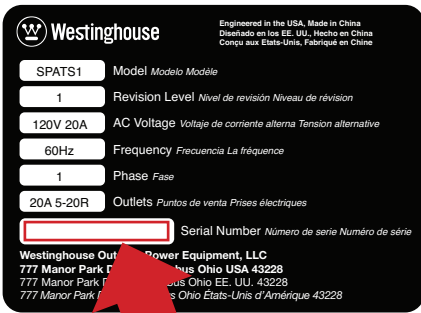 Westinghouse
Engineered in the USA, Made in China
Diseñado en los EE. UU., Hecho en China
Conçu aux Etats-Unis, Fabriqué en Chine
SPATS1 Model Modelo Modèle
1 Revision Level Nivel de revisión Niveau de révision
120V 20A AC Voltage Voltaje de corriente alterna Tension alternative
60Hz Frequency Frecuencia La fréquence
1 Phase Fase
20A 5-20R Outlets Puntos de venta Prises électriques
Serial Number Número de serie Numéro de série
Westinghouse Power Equipment, LLC
777 Manor Park Ohio USA 43228
777 Manor Park Ohio EE. UU. 43228
777 Manor Park Ohio États-Unis d'Amérique 43228